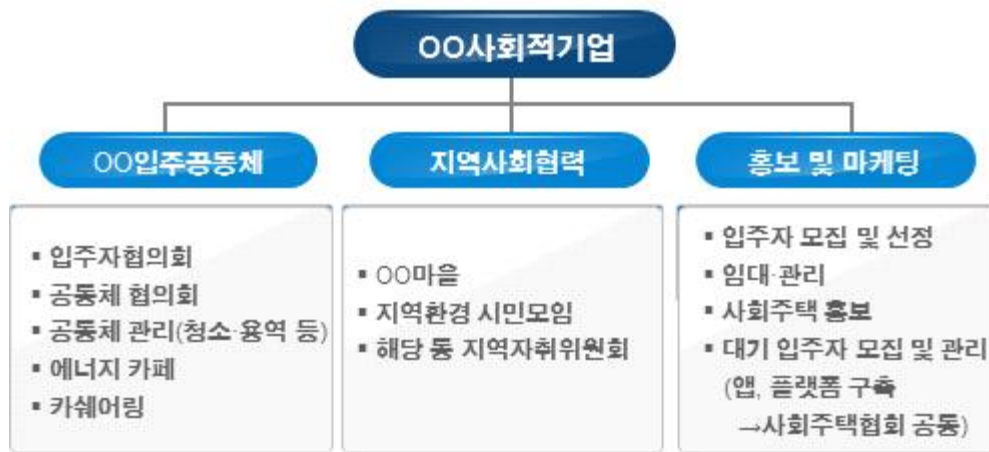 OO사회적기업
OO입주공동체
▪ 입주자협의회
▪ 공동체 협의회
▪ 공동체 관리(청소·용역 등)
▪ 에너지 카페
▪ 카쉐어링
지역사회협력
▪ OO마을
▪ 지역환경 시민모임
▪ 해당 동 지역자취위원회
홍보 및 마케팅
▪ 입주자 모집 및 선정
▪ 임대·관리
▪ 사회주택 홍보
▪ 대기 입주자 모집 및 관리
(앱, 플랫폼 구축
→사회주택협회 공동)